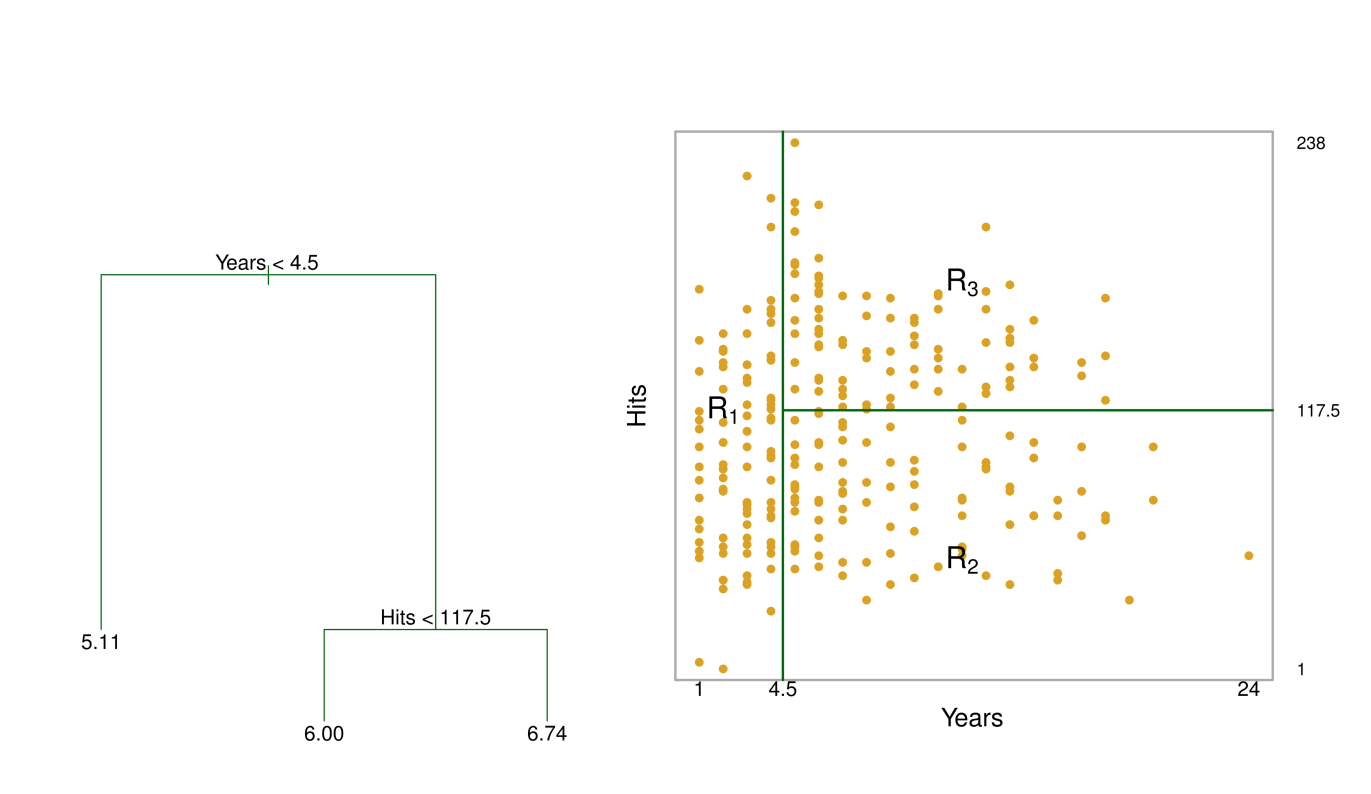 Years < 4.5
Hits < 117.5
5.11
6.00
6.74
238
R3
Hits
R1
117.5
R2
1
1 4.5 24
Years